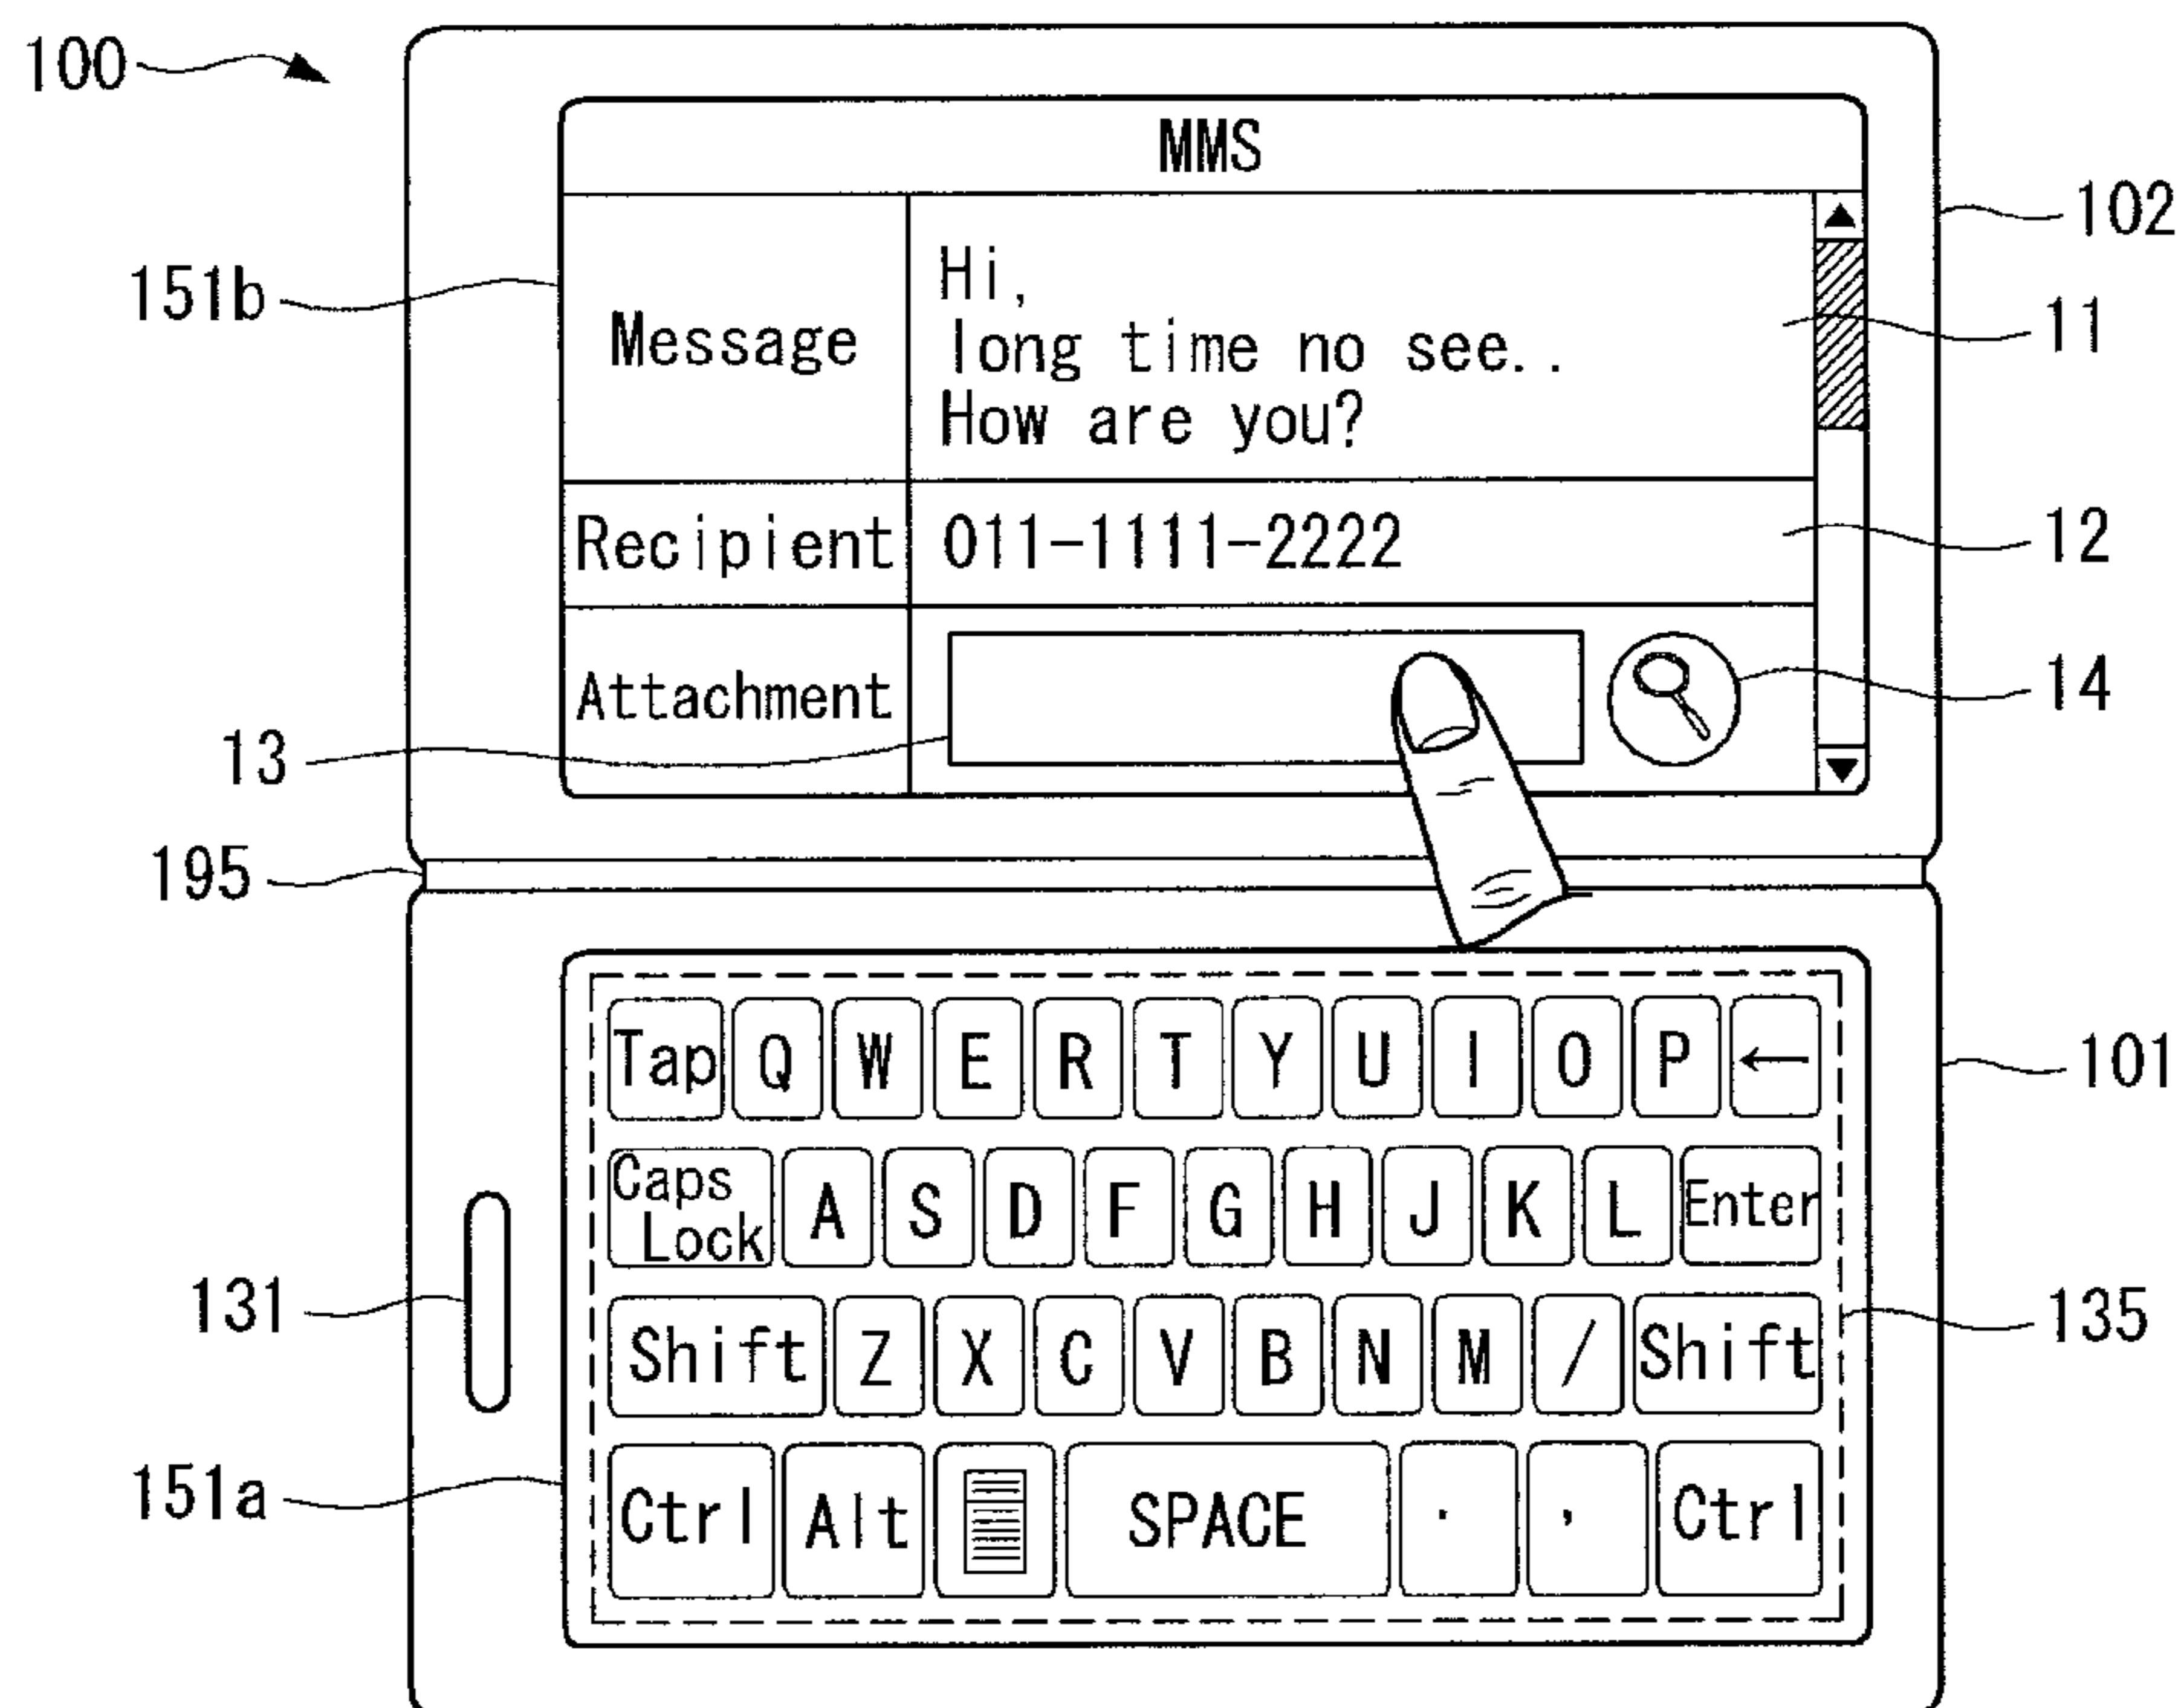 100
MMS
102
151b
Message
Hi,
long time no see..
How are you?
11
Recipient
011-1111-2222
12
Attachment
14
13
195
Tap Q W E R T Y U I O P ←
101
Caps
Lock
A S D F G H J K L Enter
131
Shift Z X C V B N M / Shift
135
151a
Ctrl Alt SPACE . , Ctrl